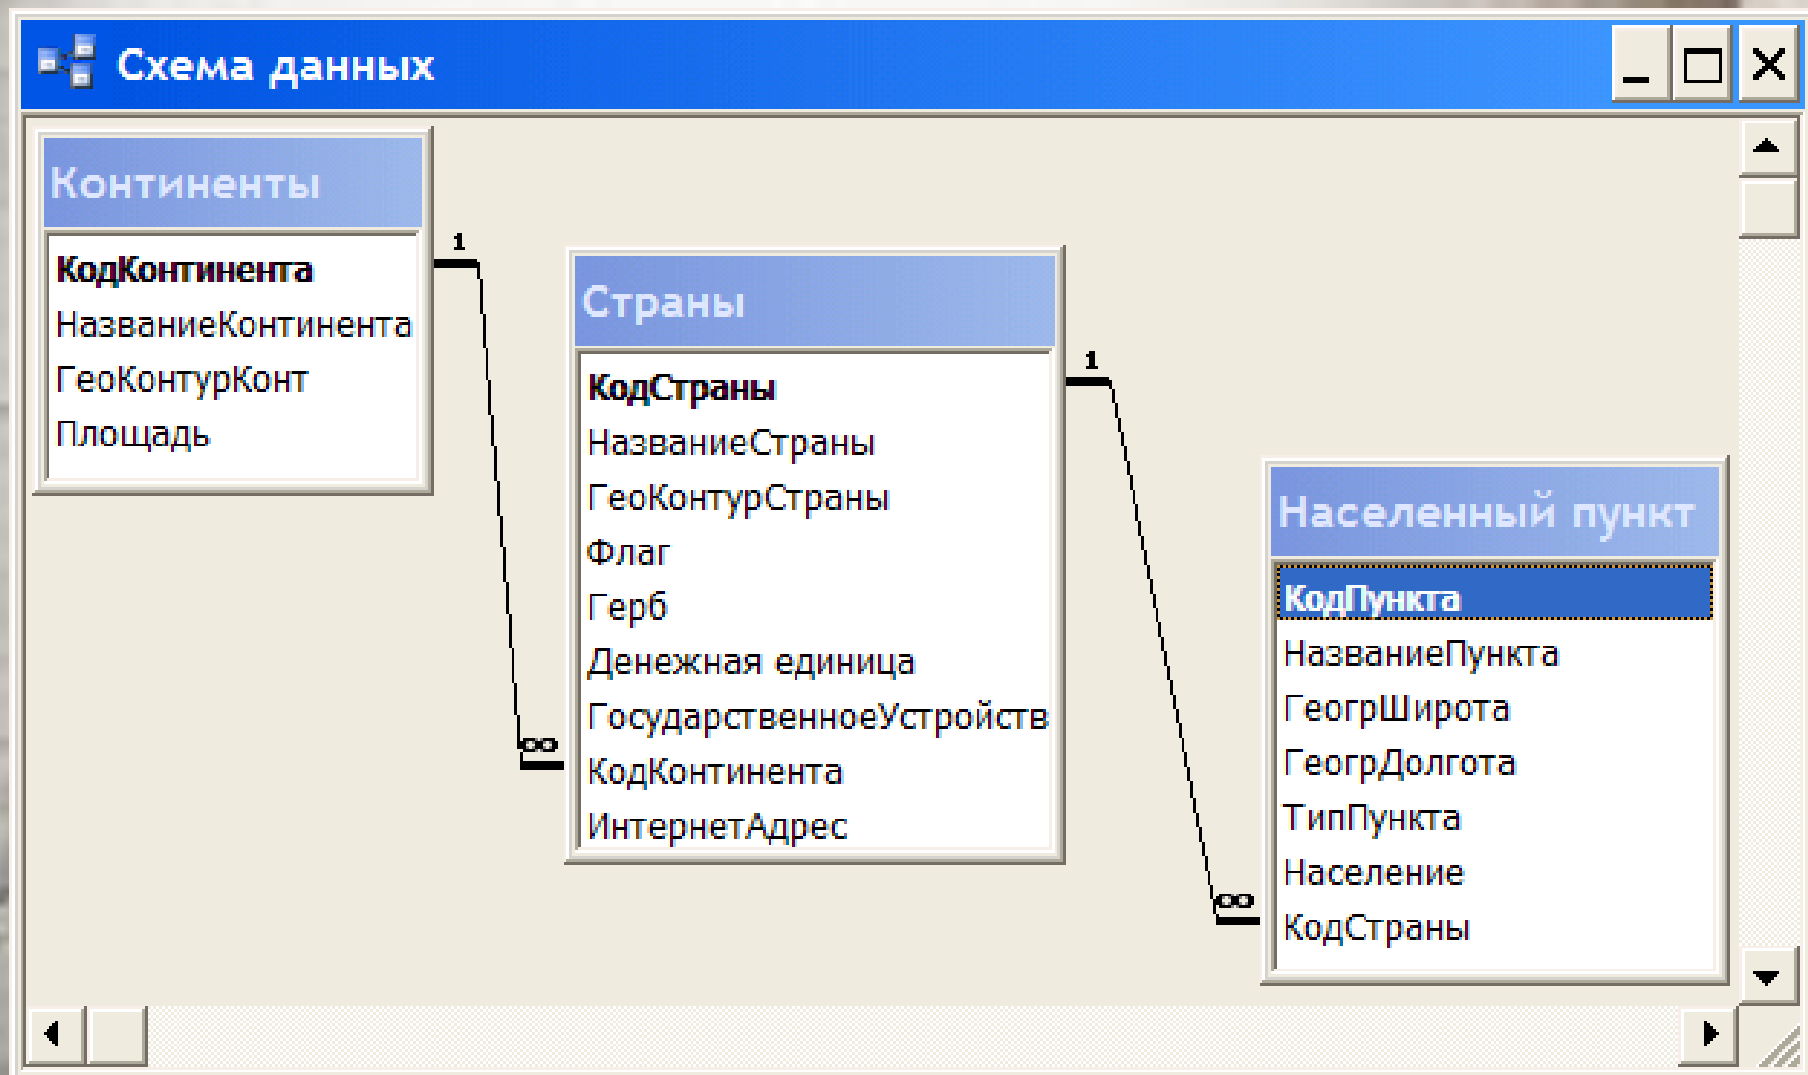 Схема данных
Континенты
КодКонтинента
НазваниеКонтинента
ГеоКонтурКонт
Площадь
1
∞
Страны
КодСтраны
НазваниеСтраны
ГеоКонтурСтраны
Флаг
Герб
Денежная единица
ГосударственноеУстройств
КодКонтинента
ИнтернетАдрес
1
∞
Населенный пункт
КодПункта
НазваниеПункта
ГеогрШирота
ГеогрДолгота
ТипПункта
Население
КодСтраны